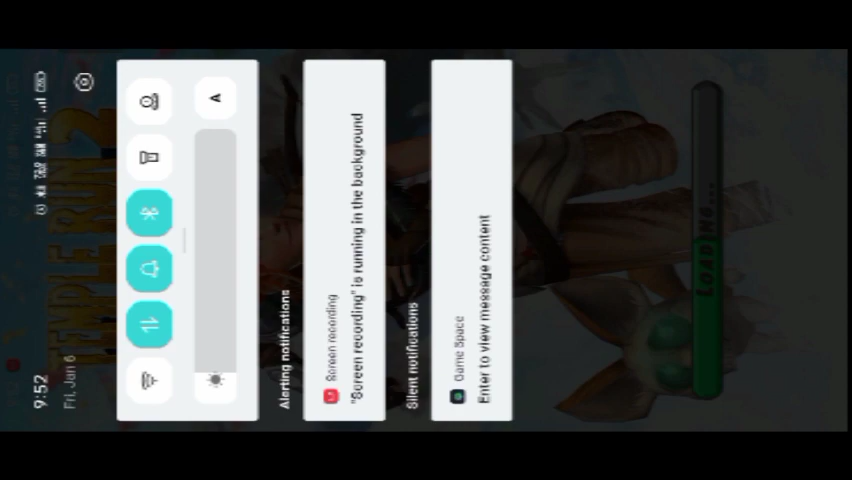 9:52
Fri, Jan 6
A
Alerting notifications
Screen recording
"Screen recording" is running in the background
Silent notifications
Game Space
Enter to view message content
TEMPLE RUN 2
LOADING...